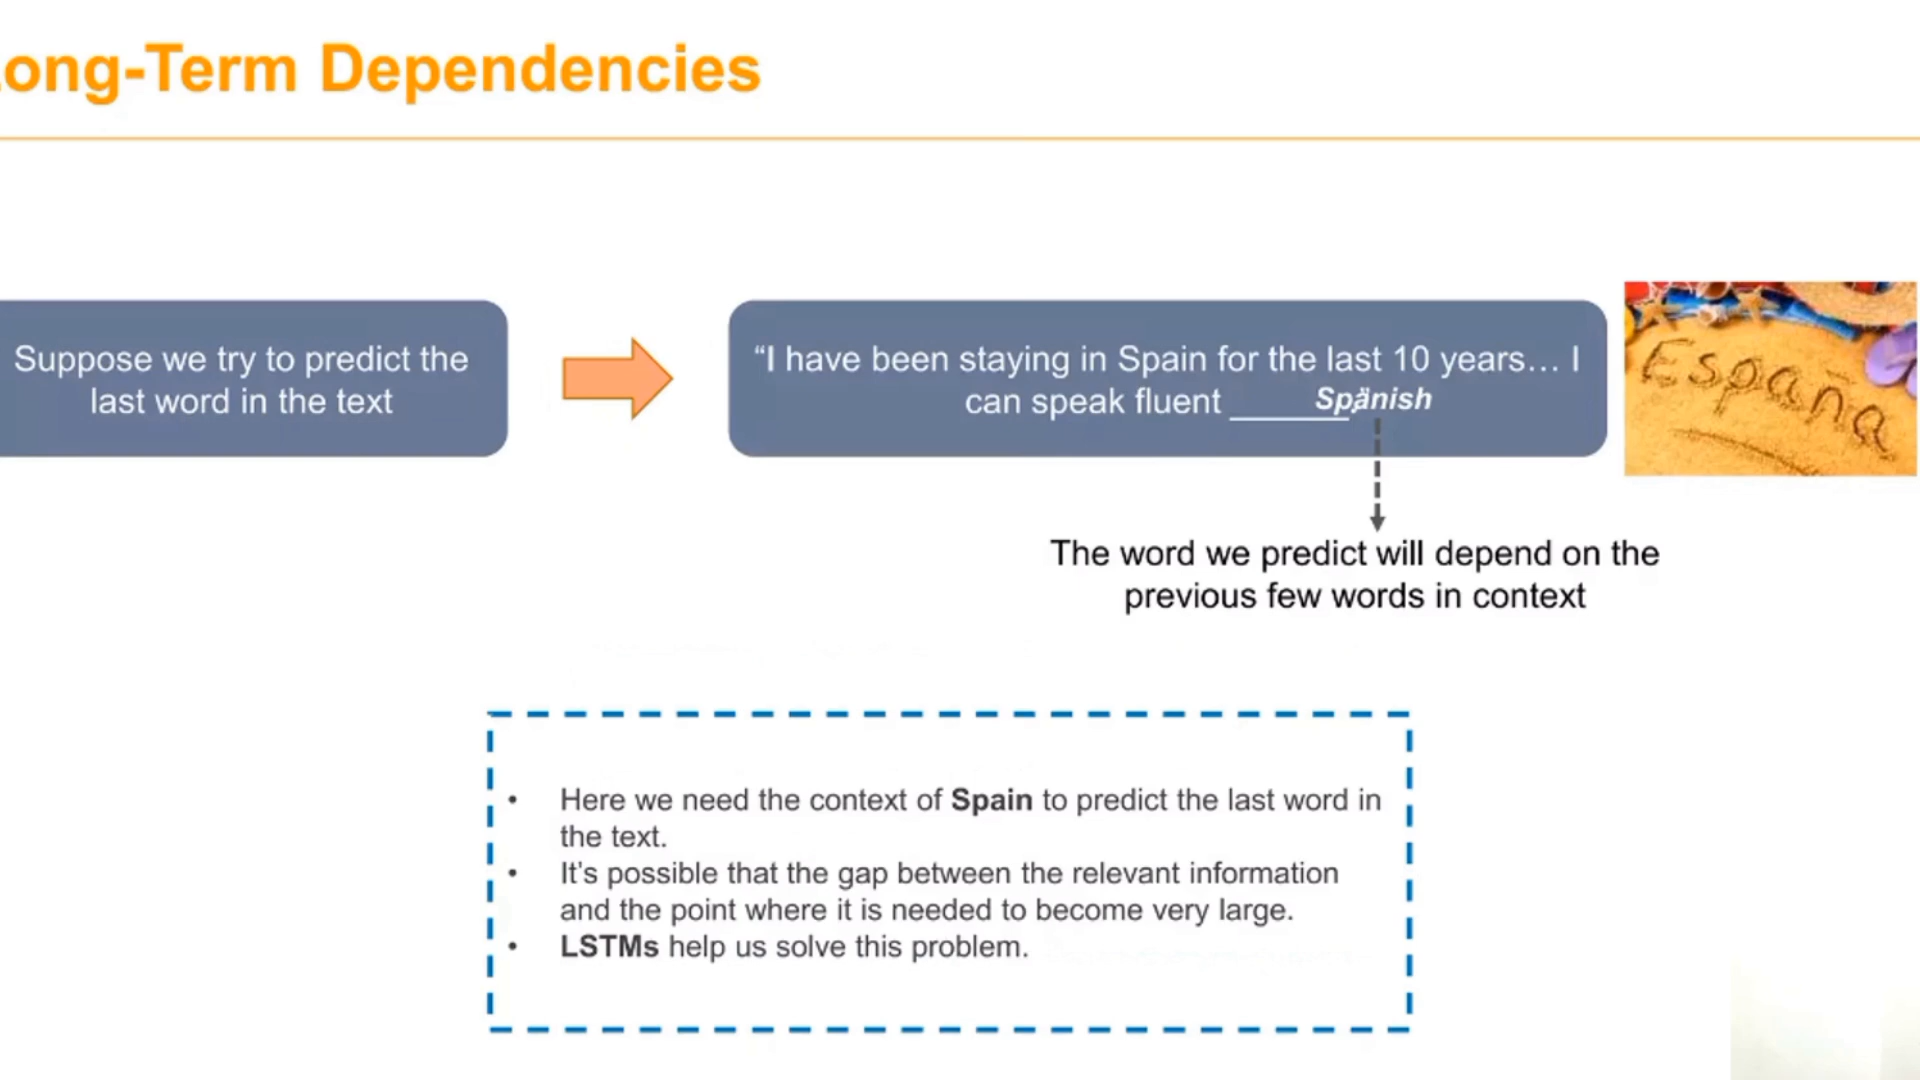 ong-Term Dependencies
Suppose we try to predict the
last word in the text
“I have been staying in Spain for the last 10 years… I
can speak fluent _______ Spanish
España
The word we predict will depend on the
previous few words in context
• Here we need the context of Spain to predict the last word in
the text.
• It's possible that the gap between the relevant information
and the point where it is needed to become very large.
• LSTMs help us solve this problem.